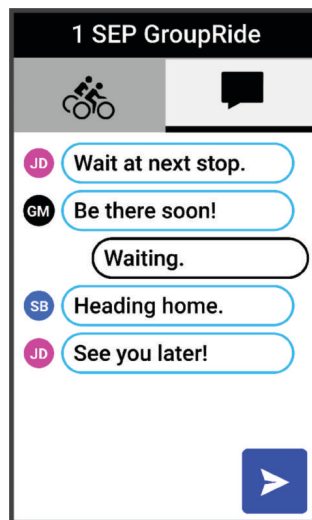 1 SEP GroupRide
JD Wait at next stop.
GM Be there soon!
Waiting.
SB Heading home.
JD See you later!